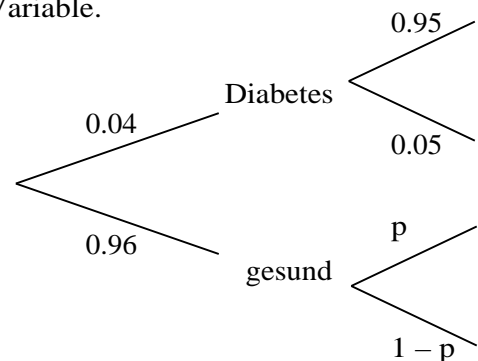 Variable.
0.95
Diabetes
0.04
0.05
0.96
p
gesund
1 – p